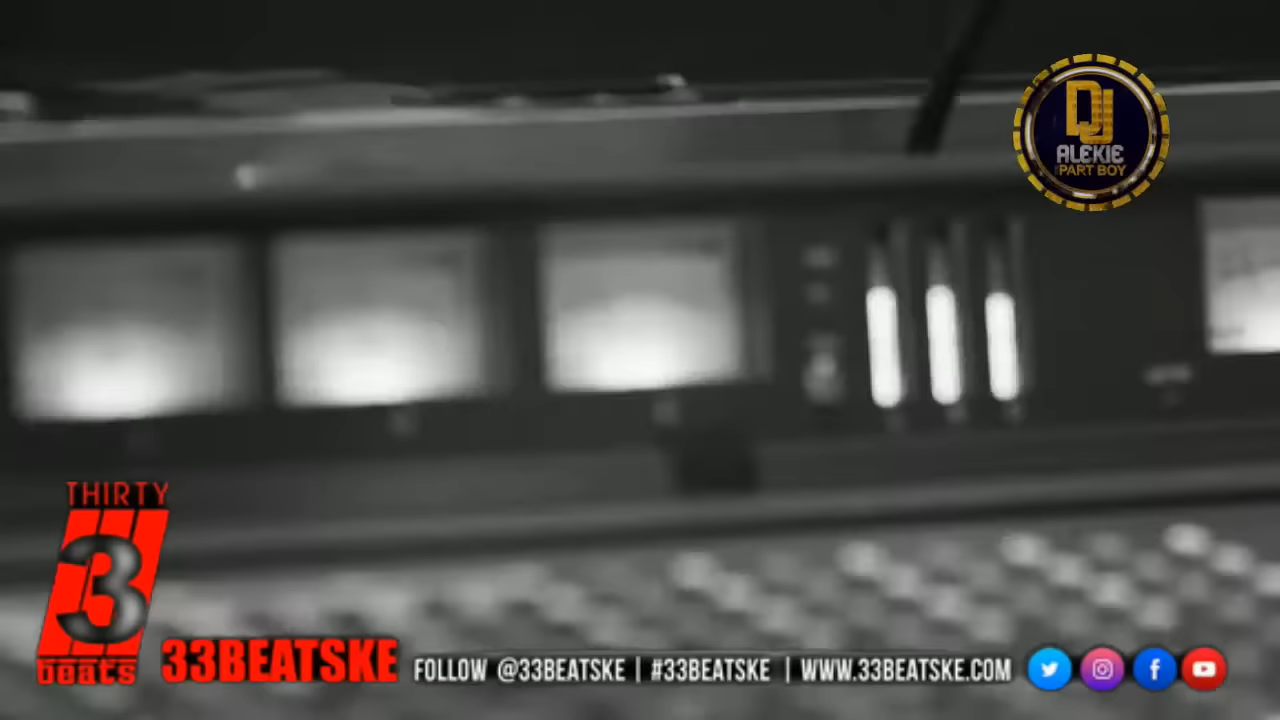 DJ
ALEKIE
PART BOY
THIRTY
3
beats
33BEATSKE
FOLLOW @33BEATSKE | #33BEATSKE | WWW.33BEATSKE.COM